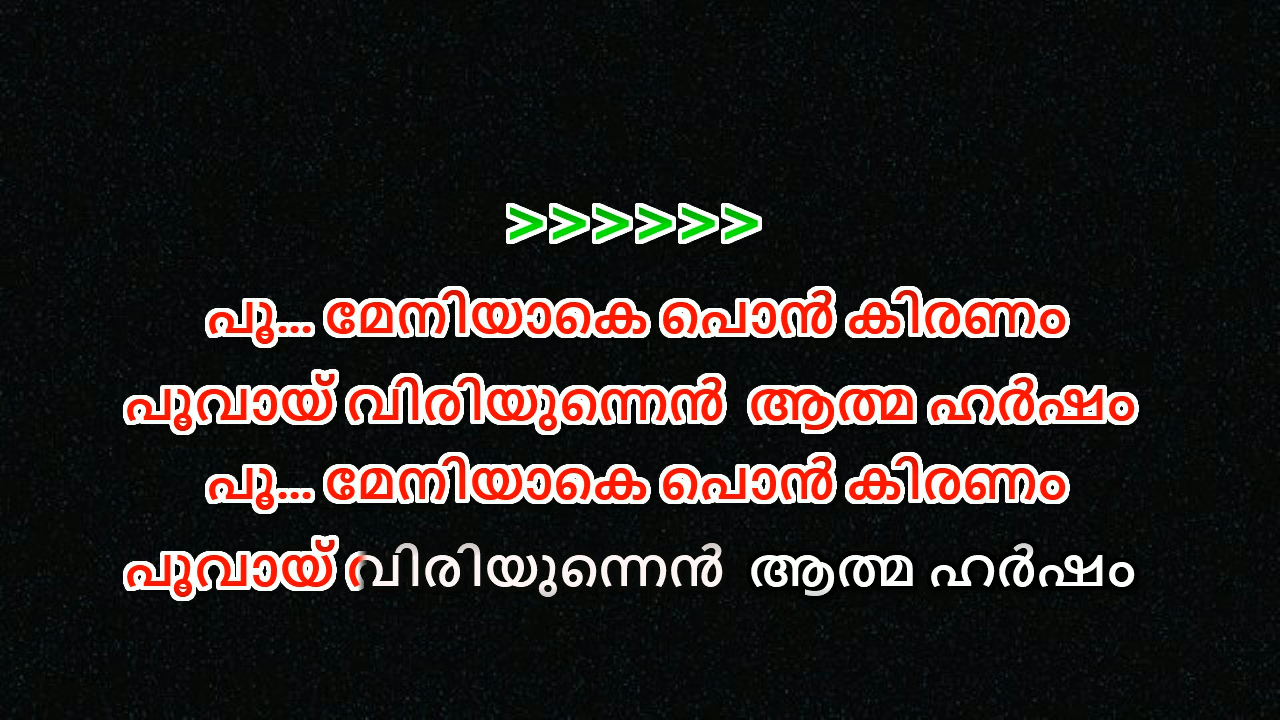 >>>>>>
പൂ... മേനിയാകെ പൊൻ കിരണം
പൂവായ് വിരിയുന്നെൻ ആത്മ ഹർഷം
പൂ... മേനിയാകെ പൊൻ കിരണം
പൂവായ് വിരിയുന്നെൻ ആത്മ ഹർഷം